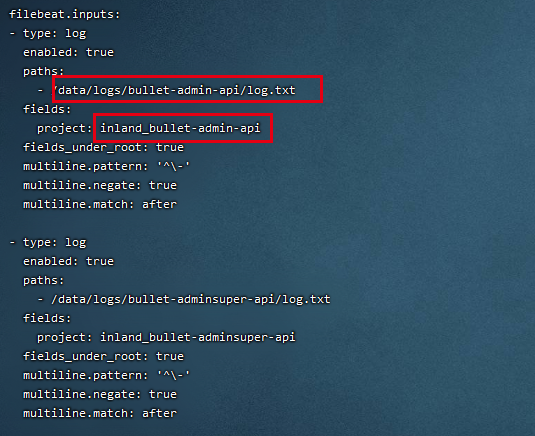 filebeat.inputs:
- type: log
  enabled: true
  paths:
    - /data/logs/bullet-admin-api/log.txt
  fields:
    project: inland_bullet-admin-api
  fields_under_root: true
  multiline.pattern: '^\-'
  multiline.negate: true
  multiline.match: after

- type: log
  enabled: true
  paths:
    - /data/logs/bullet-adminsuper-api/log.txt
  fields:
    project: inland_bullet-adminsuper-api
  fields_under_root: true
  multiline.pattern: '^\-'
  multiline.negate: true
  multiline.match: after